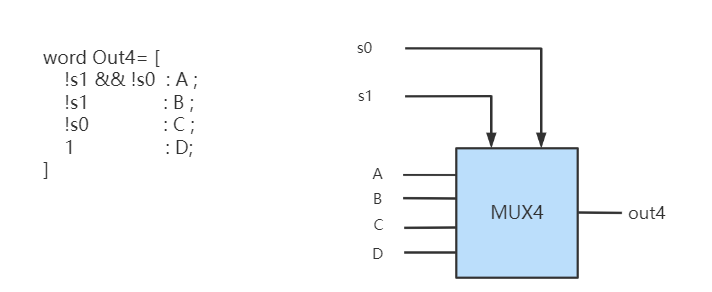 word Out4= [
!s1 && !s0 : A ;
!s1 : B ;
!s0 : C ;
1 : D;
]
s0
s1
A
B
C
D
MUX4
out4